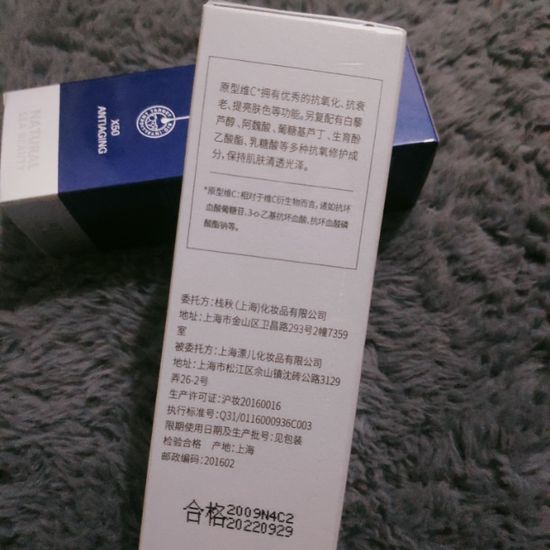 原型维C*拥有优秀的抗氧化、抗衰
老、提亮肤色等功能。另复配有白藜
芦醇、阿魏酸、葡糖基芦丁、生育酚
乙酸酯、乳糖酸等多种抗氧修护成
分,保持肌肤清透光泽。
*原型维C:相对于维C衍生物而言,诸如抗坏
血酸葡糖苷、3-o-乙基抗坏血酸、抗坏血酸磷
酸酯钠等。
委托方:栈秋(上海)化妆品有限公司
地址:上海市金山区卫昌路293号2幢7359
室
被委托方:上海漂儿化妆品有限公司
地址:上海市松江区佘山镇沈砖公路3129
弄26-2号
生产许可证:沪妆20160016
执行标准号:Q31/0116000936C003
限期使用日期及生产批号:见包装
检验合格 产地:上海
邮政编码:201602
合格2009N4C2
20220929
X50
ANTIAGING
NATURAL